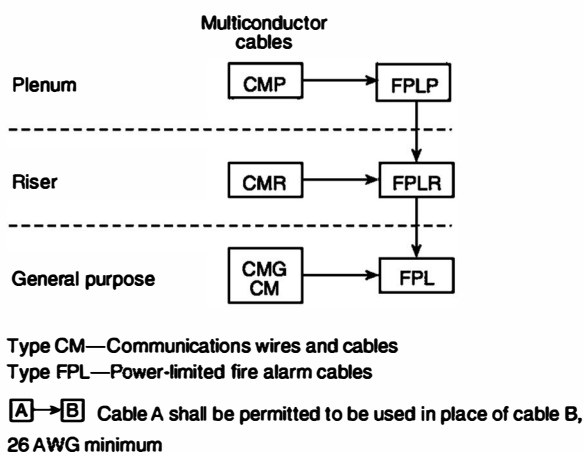 Multiconductor
cables
Plenum
CMP
FPLP
Riser
CMR
FPLR
General purpose
CMG
CM
FPL
Type CM—Communications wires and cables
Type FPL—Power-limited fire alarm cables
A B Cable A shall be permitted to be used in place of cable B,
26 AWG minimum